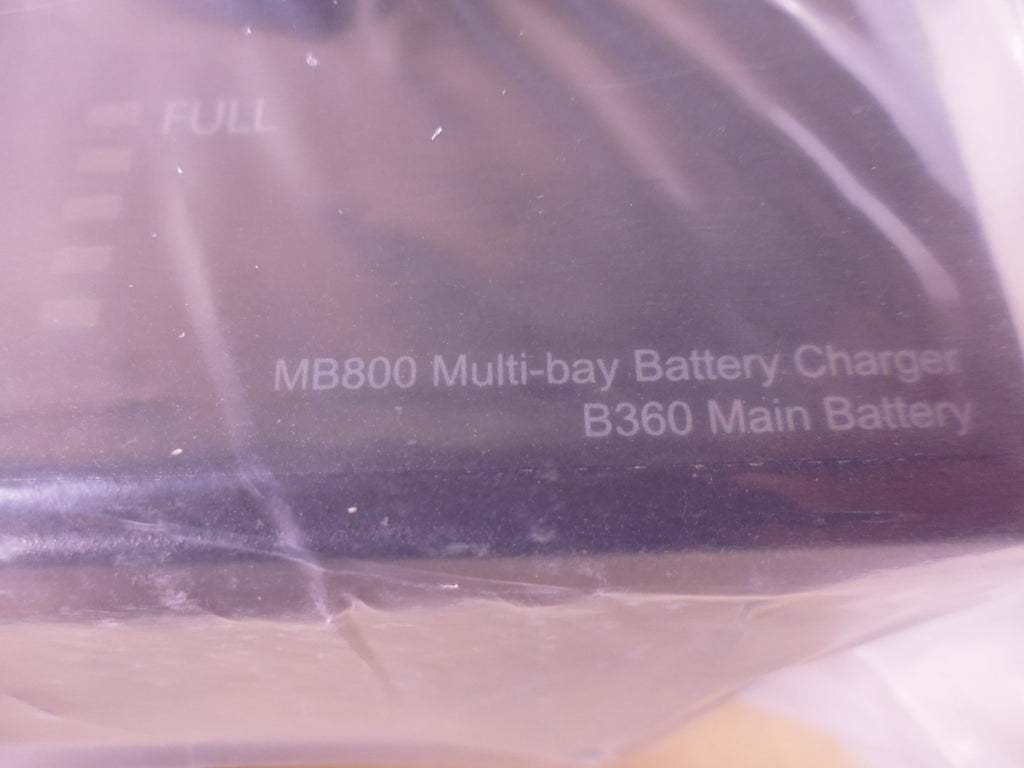 FULL
MB800 Multi-bay Battery Charger
B360 Main Battery